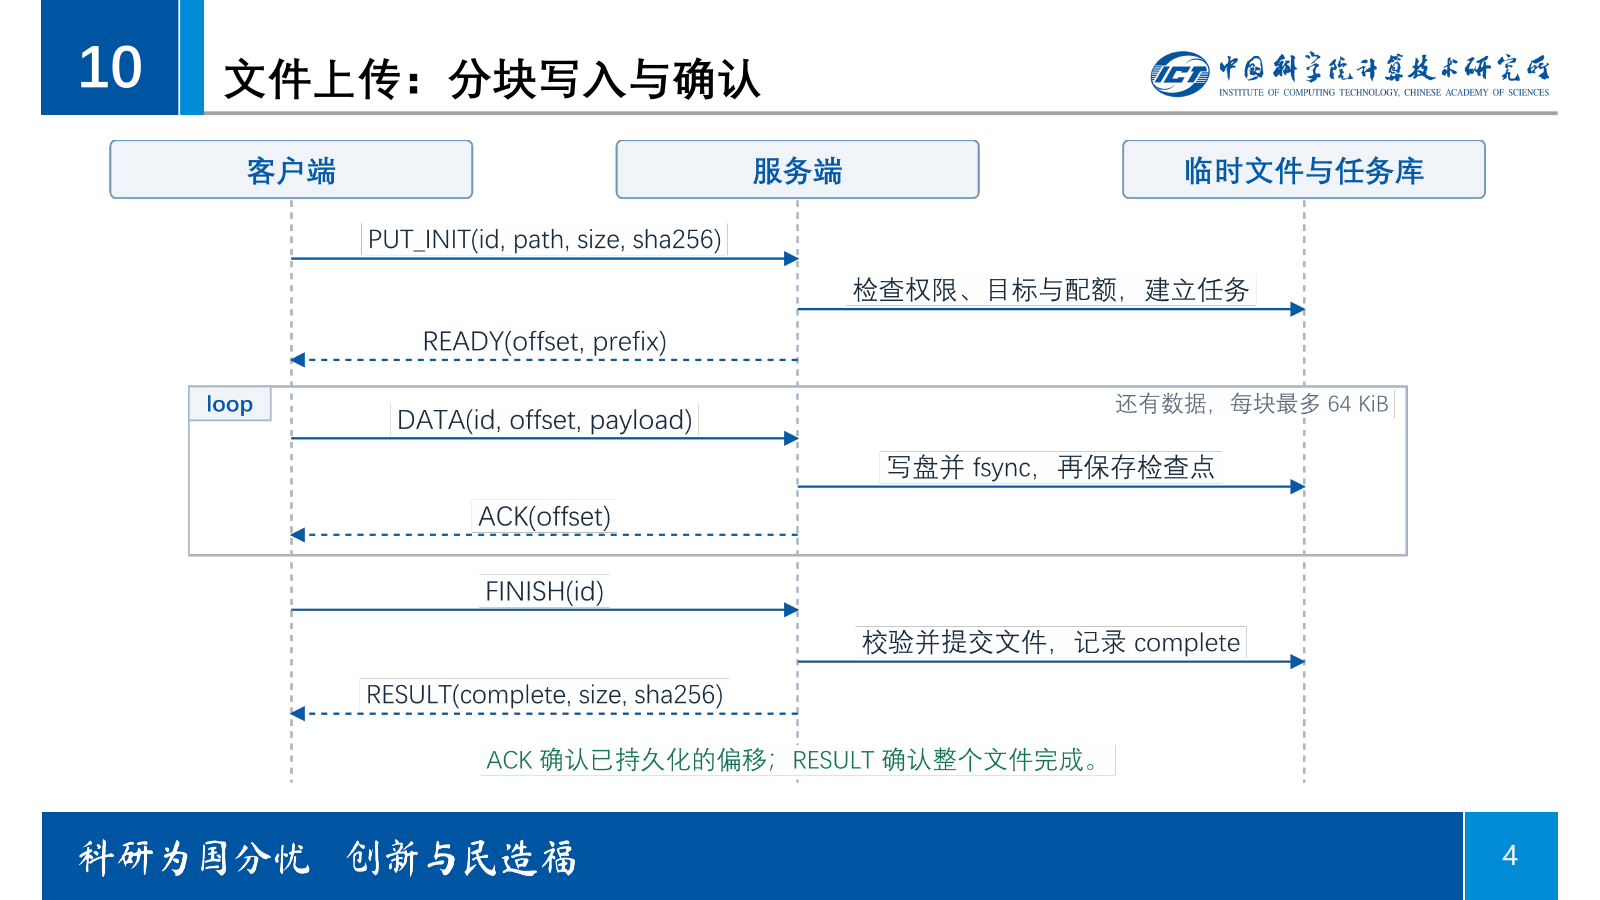 10
文件上传：分块写入与确认
ICT
中国科学院计算技术研究所
INSTITUTE OF COMPUTING TECHNOLOGY, CHINESE ACADEMY OF SCIENCES
客户端
服务端
临时文件与任务库
PUT_INIT(id, path, size, sha256)
检查权限、目标与配额，建立任务
READY(offset, prefix)
loop
还有数据，每块最多 64 KiB
DATA(id, offset, payload)
写盘并 fsync，再保存检查点
ACK(offset)
FINISH(id)
校验并提交文件，记录 complete
RESULT(complete, size, sha256)
ACK 确认已持久化的偏移；RESULT 确认整个文件完成。
科研为国分忧 创新与民造福
4